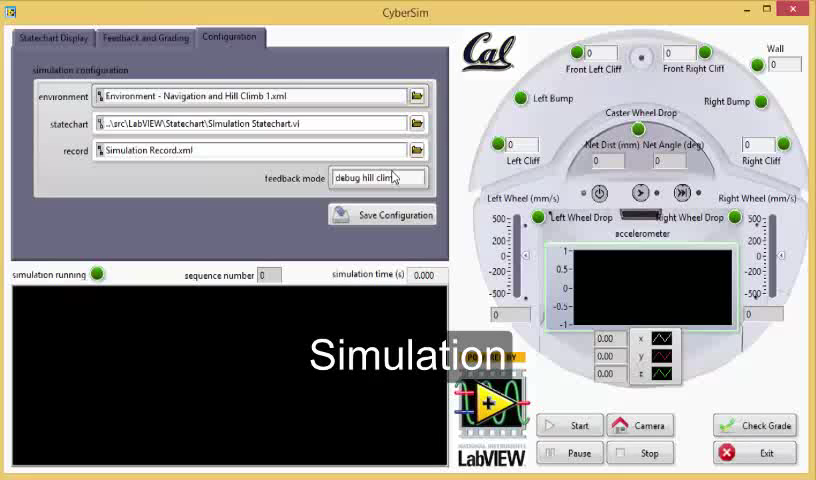 CyberSim
Statechart Display
Feedback and Grading
Configuration
simulation configuration
environment
Environment - Navigation and Hill Climb 1.xml
statechart
..\src\LabVIEW\Statechart\Simulation Statechart.vi
record
Simulation Record.xml
feedback mode
debug hill climb
Save Configuration
simulation running
sequence number
0
simulation time (s)
0.000
Simulation
Cal
Wall
0
0
0
Front Left Cliff
Front Right Cliff
Left Bump
Right Bump
Caster Wheel Drop
0
Left Cliff
Net Dist (mm)
Net Angle (deg)
0
0
0
Right Cliff
Left Wheel (mm/s)
Right Wheel (mm/s)
Left Wheel Drop
Right Wheel Drop
accelerometer
500
200
0
-200
-500
0
1
0.5
0
-0.5
-1
500
200
0
-200
-500
0
0.00
x
0.00
y
0.00
z
POWERED BY
NATIONAL INSTRUMENTS
LabVIEW
Start
Camera
Check Grade
Pause
Stop
Exit